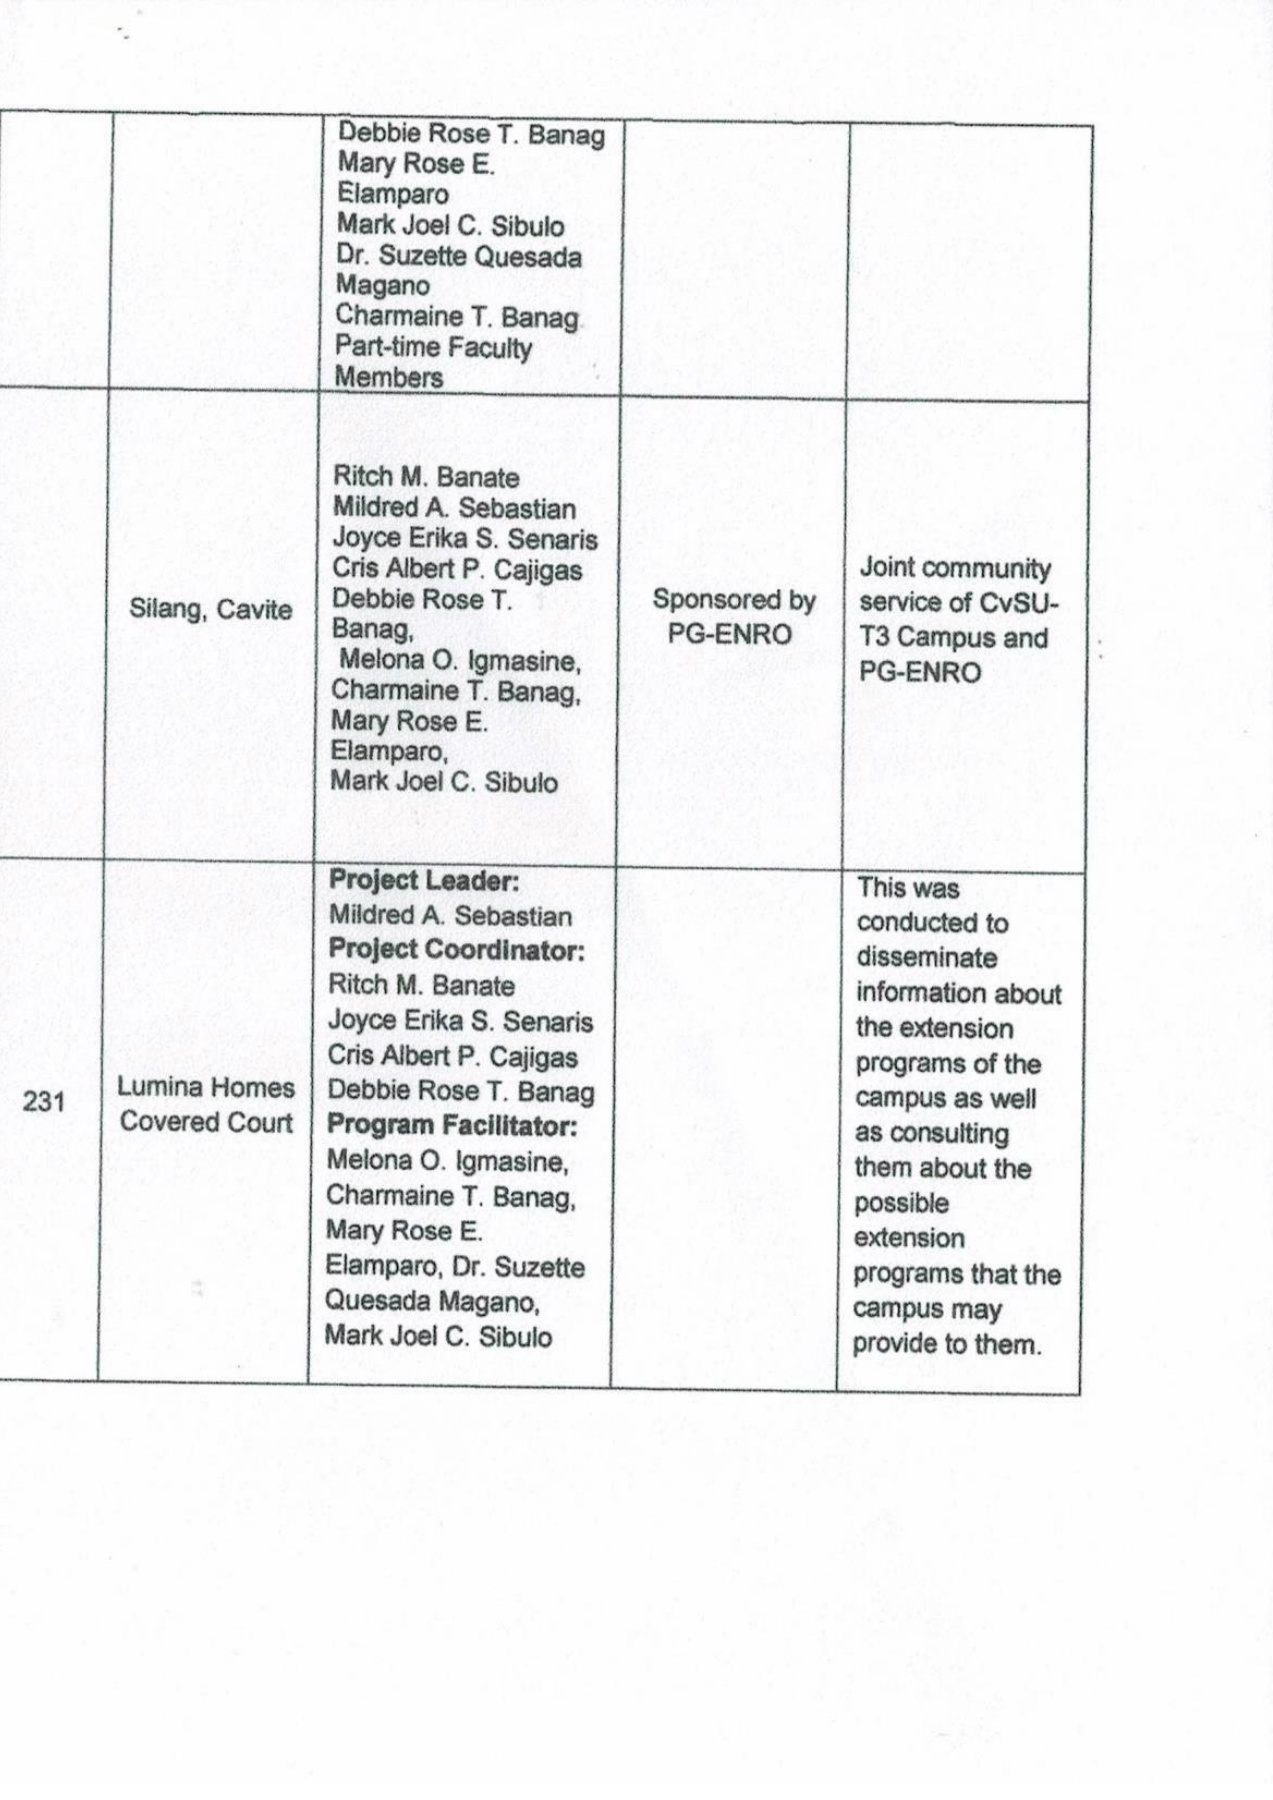 Debbie Rose T. Banag
Mary Rose E.
Elamparo
Mark Joel C. Sibulo
Dr. Suzette Quesada
Magano
Charmaine T. Banag
Part-time Faculty
Members
Silang, Cavite
Ritch M. Banate
Mildred A. Sebastian
Joyce Erika S. Senaris
Cris Albert P. Cajigas
Debbie Rose T.
Banag,
Melona O. Igmasine,
Charmaine T. Banag,
Mary Rose E.
Elamparo,
Mark Joel C. Sibulo
Sponsored by
PG-ENRO
Joint community
service of CvSU-
T3 Campus and
PG-ENRO
231
Lumina Homes
Covered Court
Project Leader:
Mildred A. Sebastian
Project Coordinator:
Ritch M. Banate
Joyce Erika S. Senaris
Cris Albert P. Cajigas
Debbie Rose T. Banag
Program Facilitator:
Melona O. Igmasine,
Charmaine T. Banag,
Mary Rose E.
Elamparo, Dr. Suzette
Quesada Magano,
Mark Joel C. Sibulo
This was
conducted to
disseminate
information about
the extension
programs of the
campus as well
as consulting
them about the
possible
extension
programs that the
campus may
provide to them.